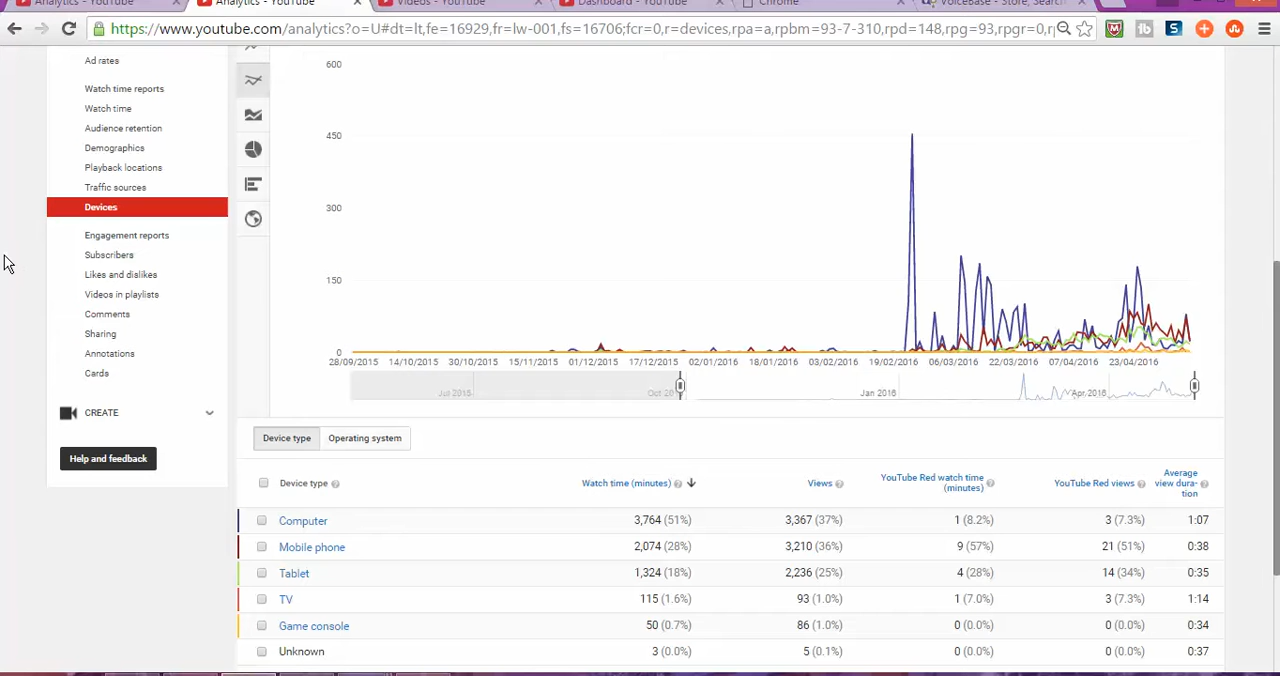 Analytics - YouTube × Analytics - YouTube × Videos - YouTube × Dashboard - YouTube × Chrome × VoiceBase - Store, Search ×
https://www.youtube.com/analytics?o=U#dt=lt,fe=16929,fr=lw-001,fs=16706;fcr=0,r=devices,rpa=a,rpbm=93-7-310,rpd=148,rpg=93,rpgr=0,r
Ad rates
Watch time reports
Watch time
Audience retention
Demographics
Playback locations
Traffic sources
Devices
Engagement reports
Subscribers
Likes and dislikes
Videos in playlists
Comments
Sharing
Annotations
Cards
CREATE
Help and feedback
600
450
300
150
0
28/09/2015 14/10/2015 30/10/2015 15/11/2015 01/12/2015 17/12/2015 02/01/2016 18/01/2016 03/02/2016 19/02/2016 06/03/2016 22/03/2016 07/04/2016 23/04/2016
Jul 2015 Jan 2016 Apr 2016
Device type Operating system
Device type Watch time (minutes) Views YouTube Red watch time (minutes) YouTube Red views Average view dura-tion
Computer 3,764 (51%) 3,367 (37%) 1 (8.2%) 3 (7.3%) 1:07
Mobile phone 2,074 (28%) 3,210 (36%) 9 (57%) 21 (51%) 0:38
Tablet 1,324 (18%) 2,236 (25%) 4 (28%) 14 (34%) 0:35
TV 115 (1.6%) 93 (1.0%) 1 (7.0%) 3 (7.3%) 1:14
Game console 50 (0.7%) 86 (1.0%) 0 (0.0%) 0 (0.0%) 0:34
Unknown 3 (0.0%) 5 (0.1%) 0 (0.0%) 0 (0.0%) 0:37